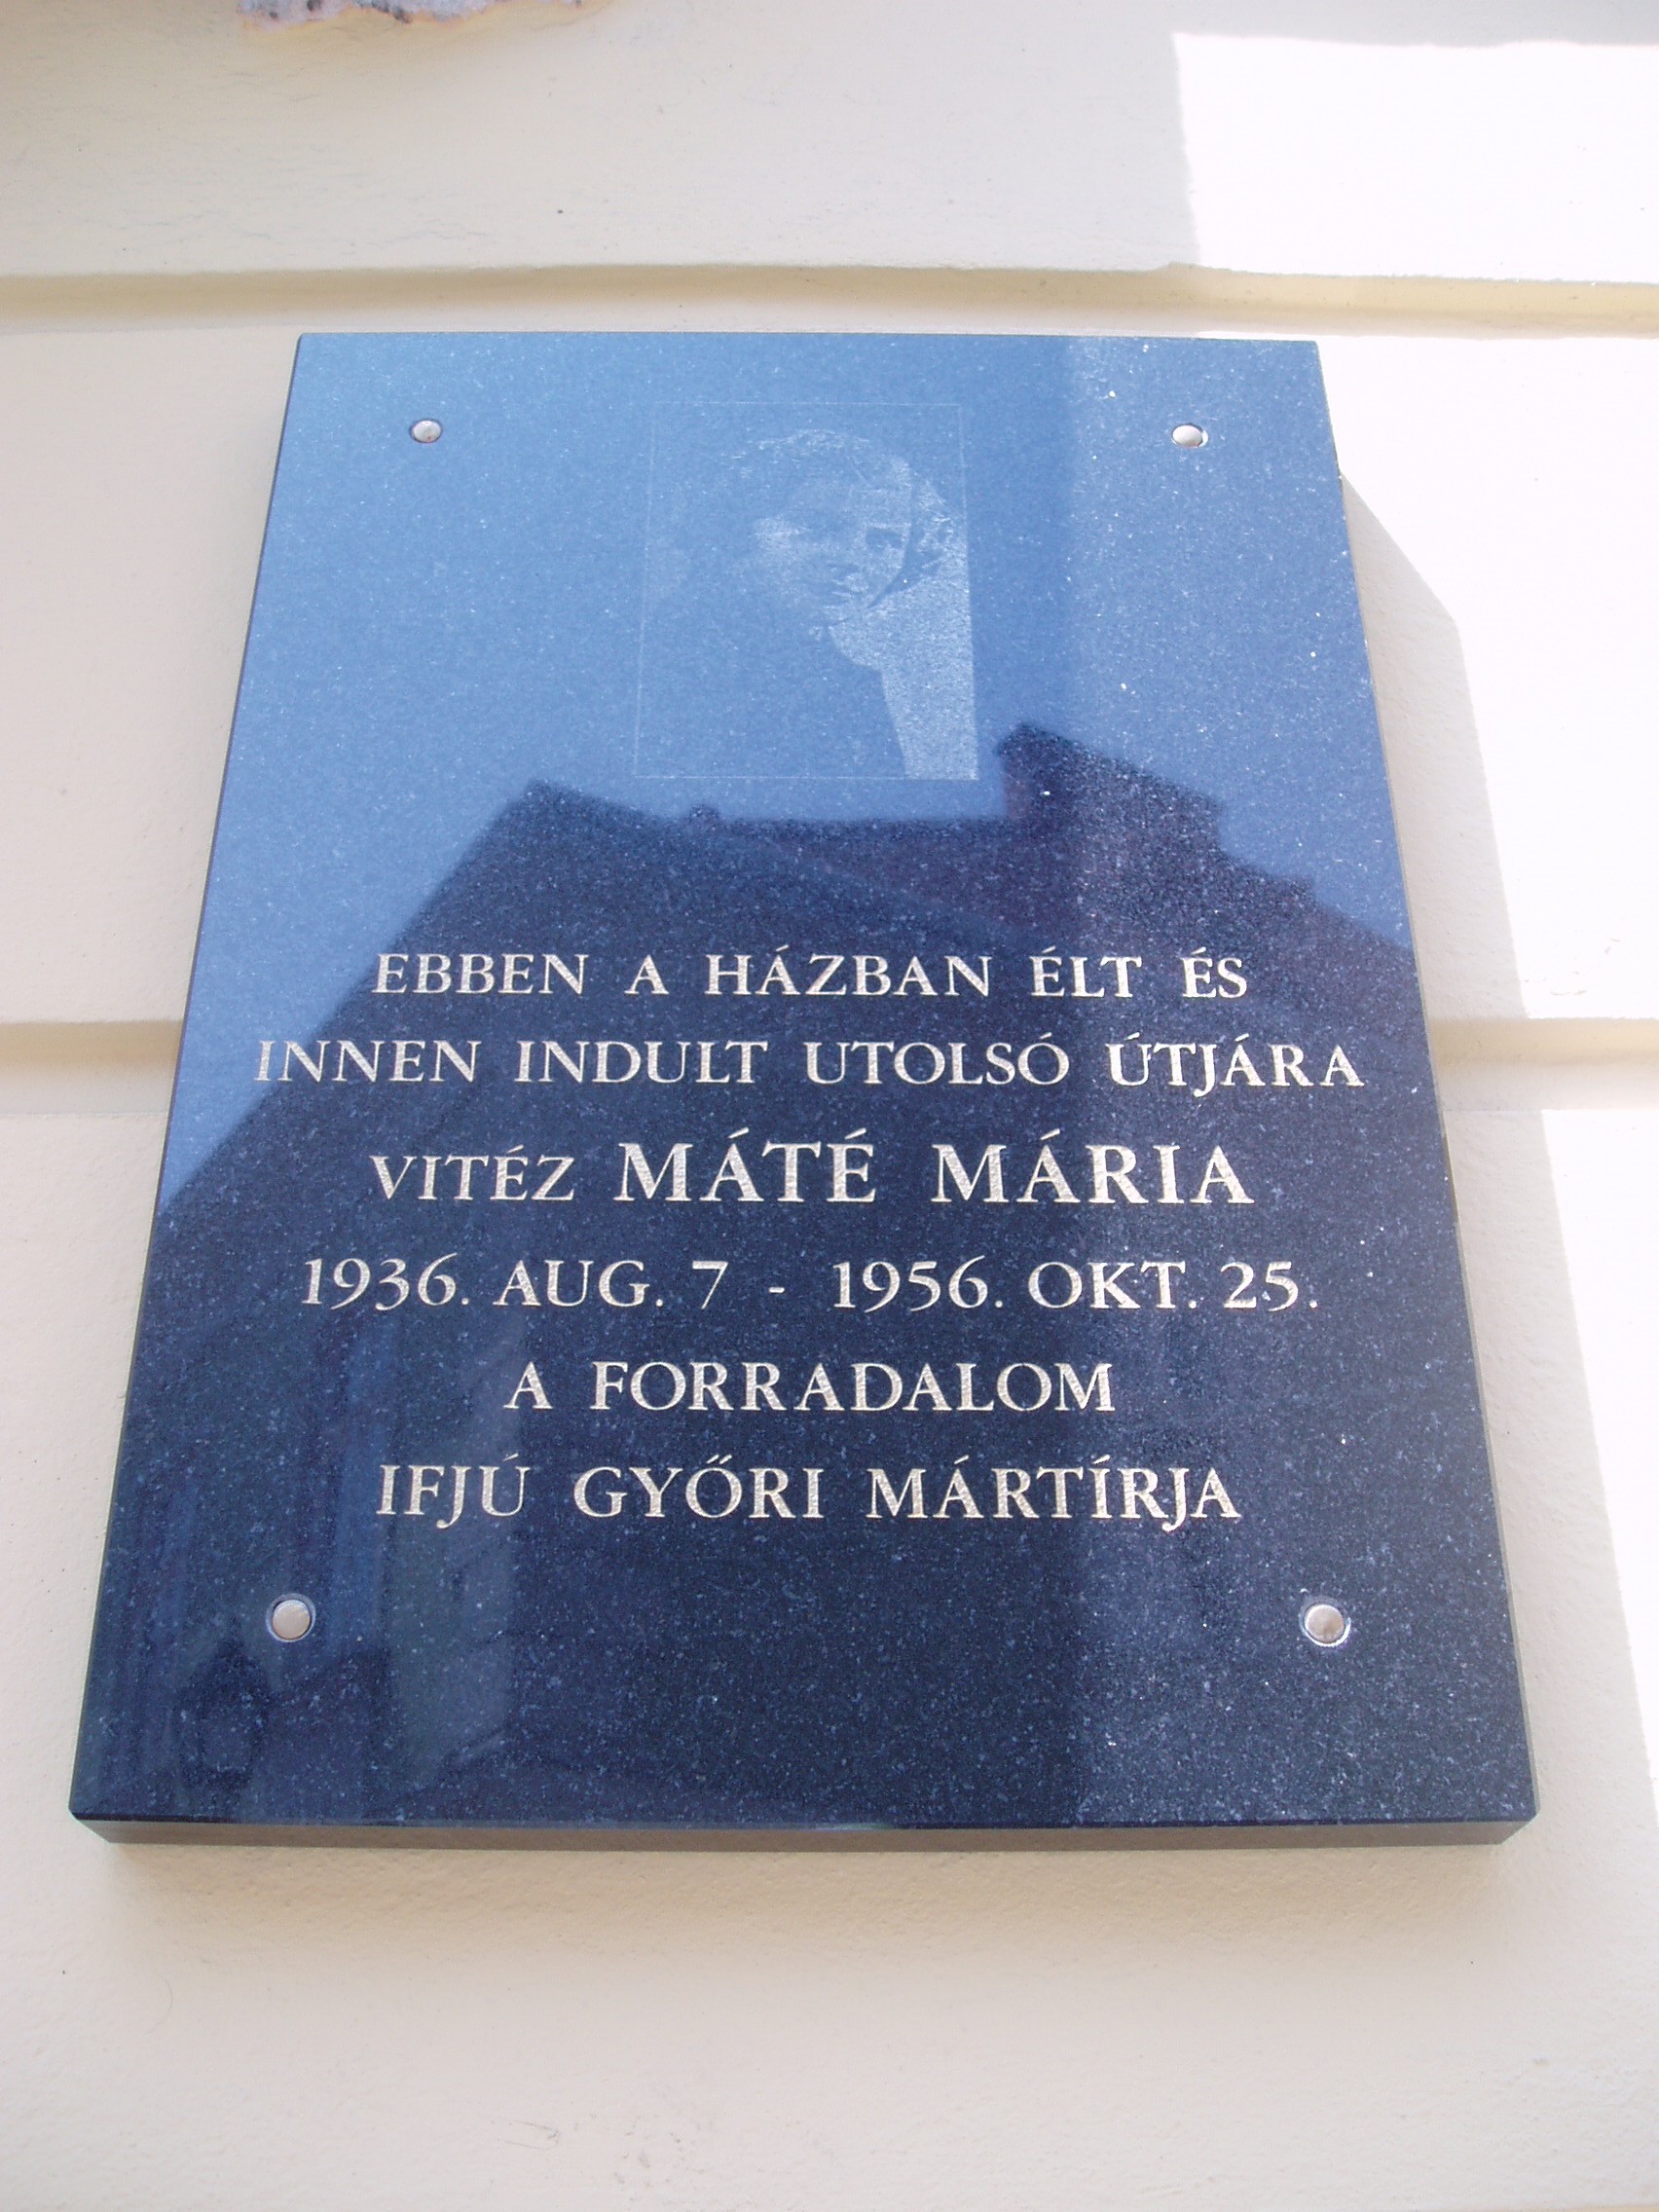 EBBEN A HÁZBAN ÉLT ÉS
INNEN INDULT UTOLSÓ ÚTJÁRA
VITÉZ MÁTÉ MÁRIA
1936. AUG. 7 - 1956. OKT. 25.
A FORRADALOM
IFJÚ GYŐRI MÁRTÍRJA